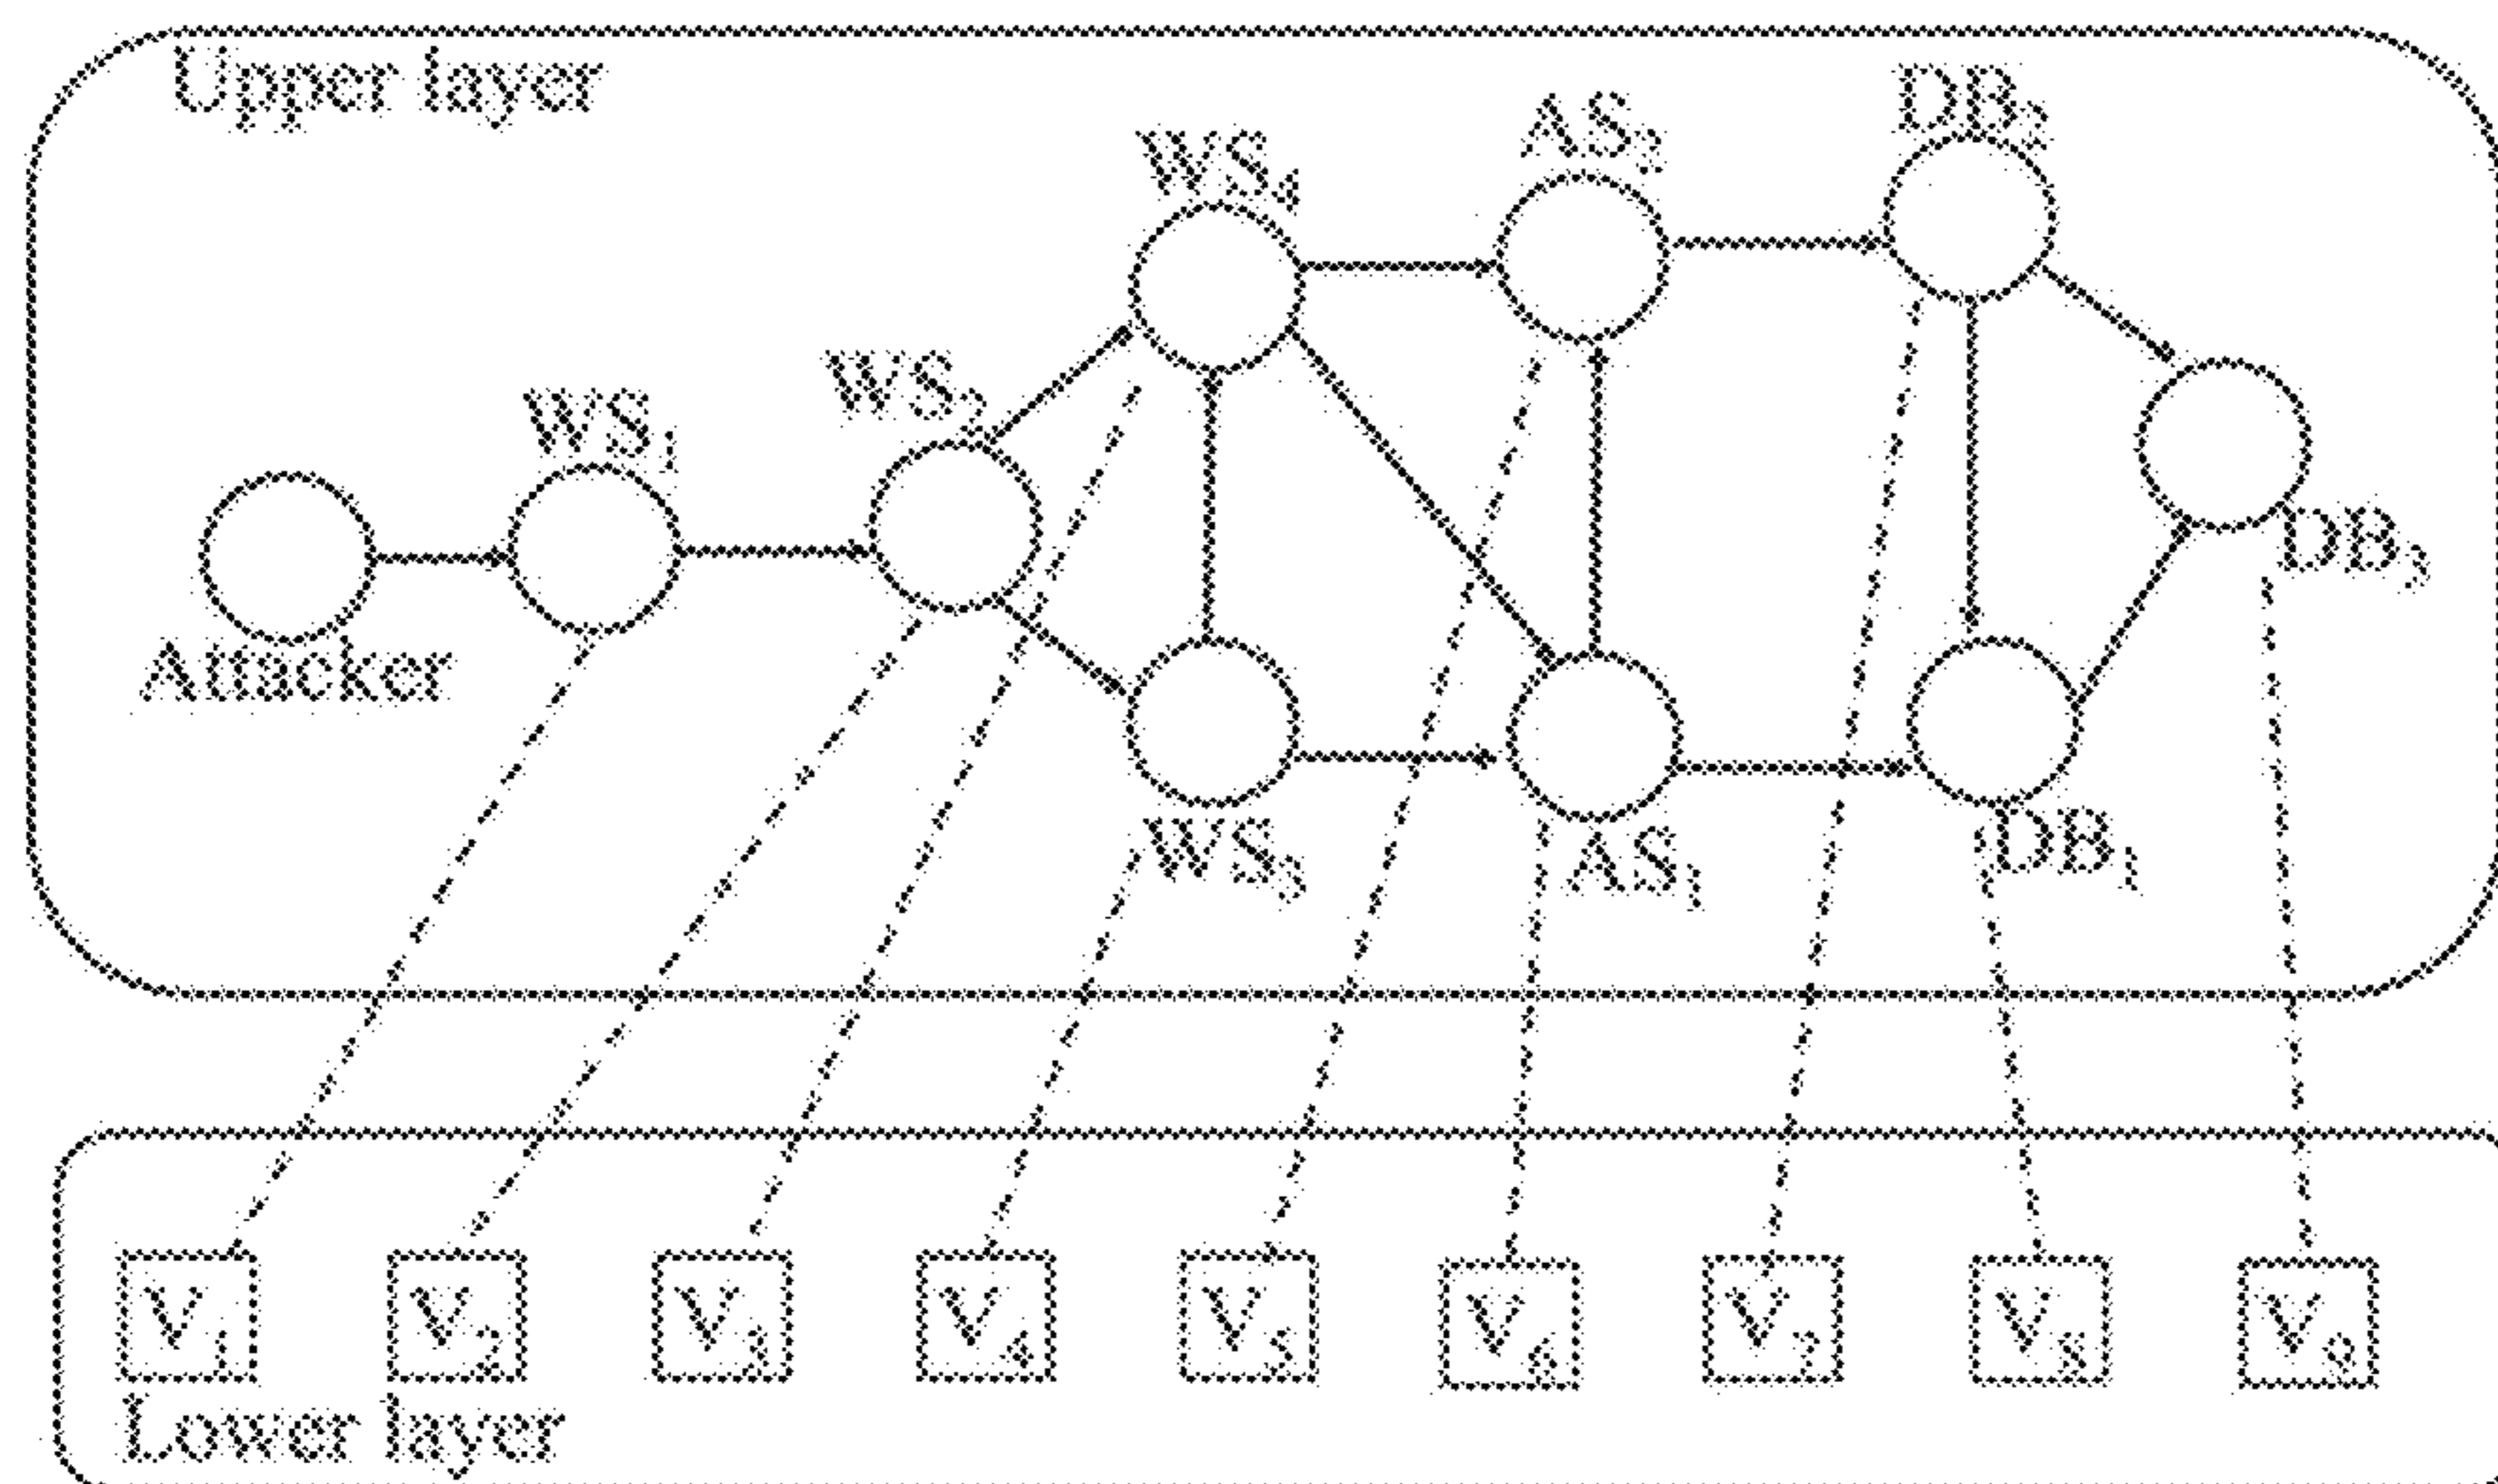 Upper layer
DB₂
AS₂
WS₄
WS₂
WS₁
DB₃
Attacker
WS₃
AS₁
DB₁
V₁ V₂ V₃ V₄ V₅ V₆ V₇ V₈ V₉
Lower layer